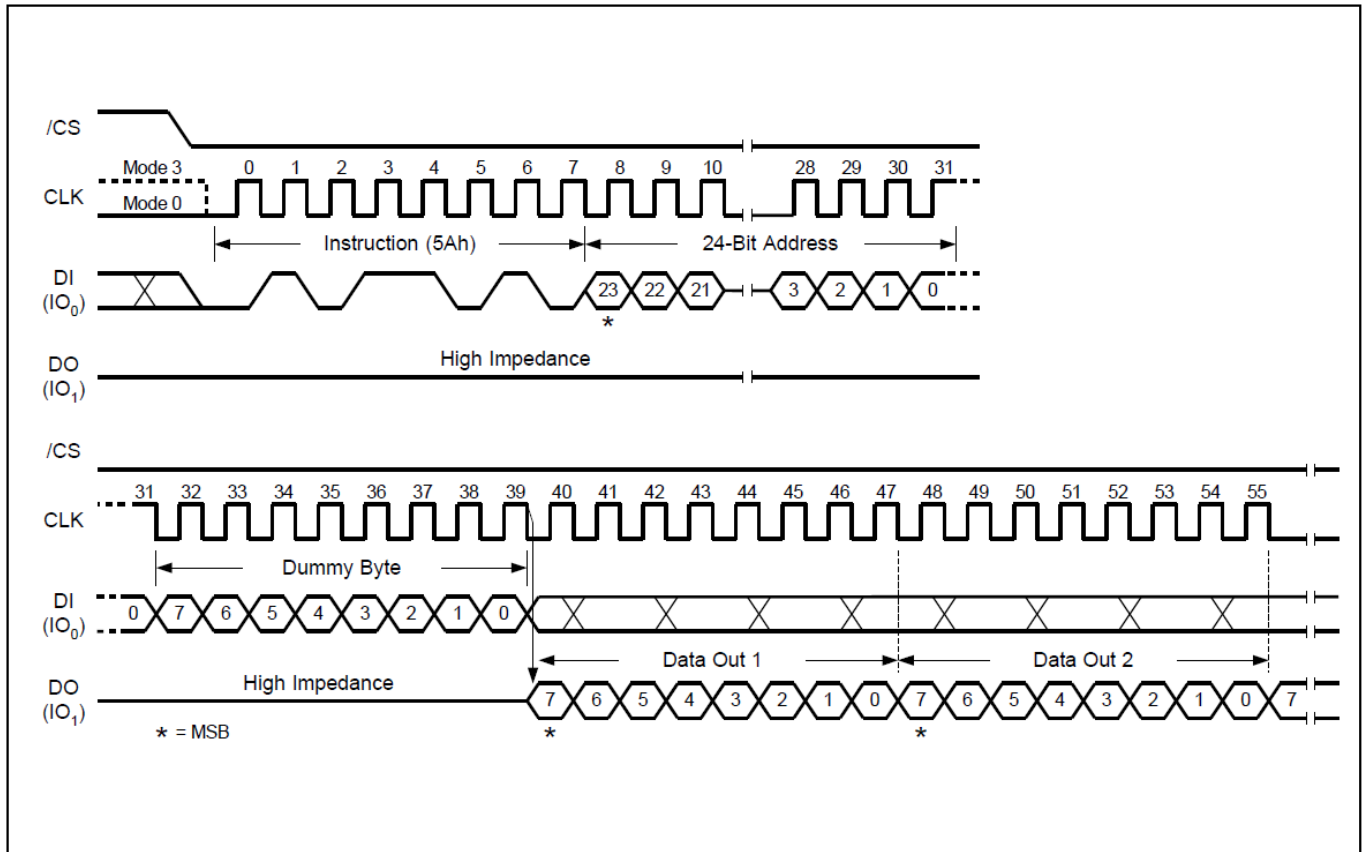 /CS
Mode 3 0 1 2 3 4 5 6 7 8 9 10 28 29 30 31
CLK
Mode 0
Instruction (5Ah) 24-Bit Address
DI
(IO0) 23 22 21 3 2 1 0
*
DO
(IO1)
High Impedance
/CS
31 32 33 34 35 36 37 38 39 40 41 42 43 44 45 46 47 48 49 50 51 52 53 54 55
CLK
Dummy Byte
DI
(IO0) 0 7 6 5 4 3 2 1 0
Data Out 1 Data Out 2
High Impedance
DO
(IO1) 7 6 5 4 3 2 1 0 7 6 5 4 3 2 1 0 7
* = MSB * *